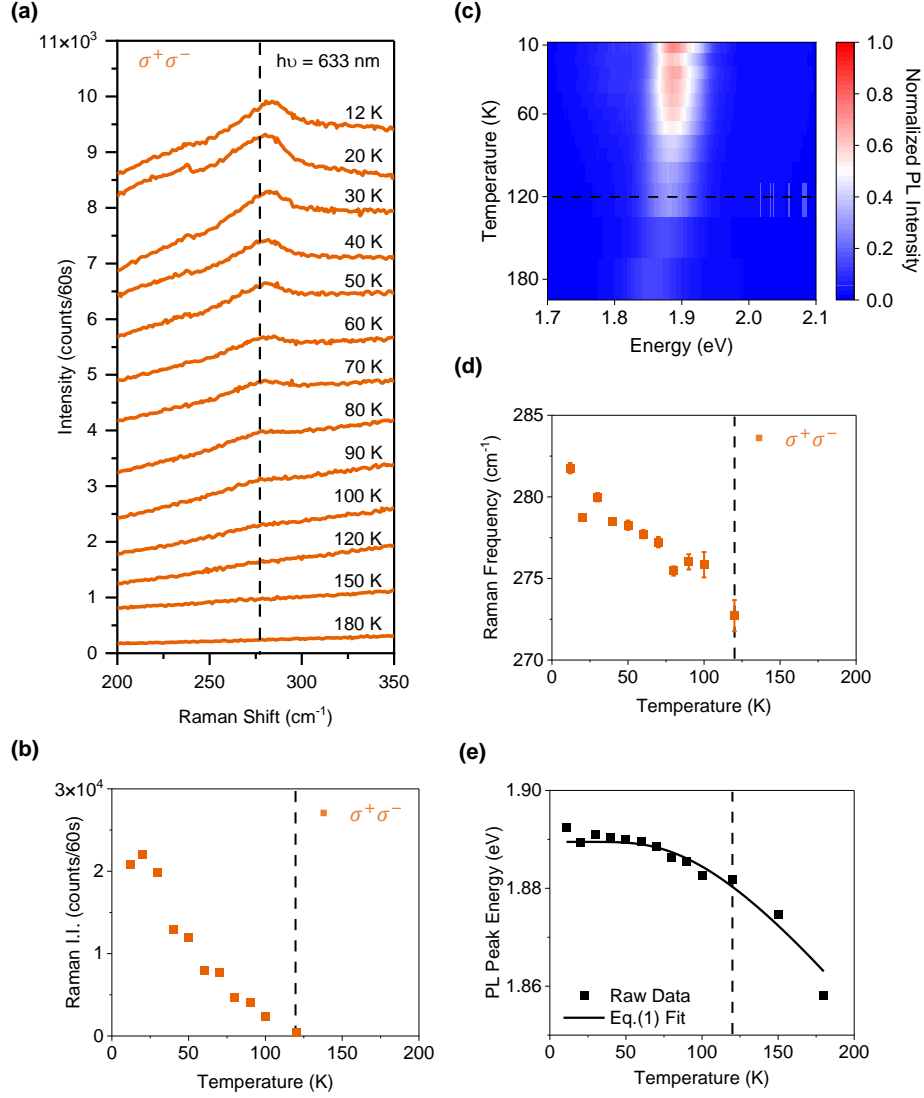 (a)
11×10³
10
9
8
7
6
5
4
3
2
1
0
Intensity (counts/60s)
σ⁺σ⁻
hυ = 633 nm
12 K
20 K
30 K
40 K
50 K
60 K
70 K
80 K
90 K
100 K
120 K
150 K
180 K
200 250 300 350
Raman Shift (cm⁻¹)
(b)
3×10⁴
2
1
0
Raman I.I. (counts/60s)
σ⁺σ⁻
0 50 100 150 200
Temperature (K)
(c)
10
60
120
180
Temperature (K)
1.7 1.8 1.9 2.0 2.1
Energy (eV)
1.0
0.8
0.6
0.4
0.2
0.0
Normalized PL Intensity
(d)
285
280
275
270
Raman Frequency (cm⁻¹)
σ⁺σ⁻
0 50 100 150 200
Temperature (K)
(e)
1.90
1.88
1.86
PL Peak Energy (eV)
Raw Data
Eq.(1) Fit
0 50 100 150 200
Temperature (K)